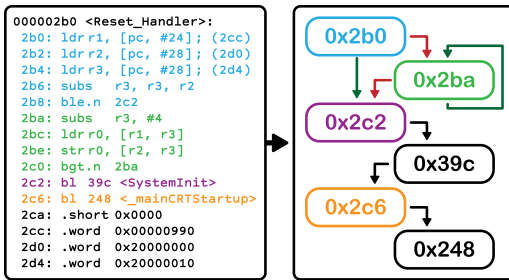 000002b0 <Reset_Handler>:
2b0: ldr r1, [pc, #24]; (2cc)
2b2: ldr r2, [pc, #28]; (2d0)
2b4: ldr r3, [pc, #28]; (2d4)
2b6: subs r3, r3, r2
2b8: ble.n 2c2
2ba: subs r3, #4
2bc: ldr r0, [r1, r3]
2be: str r0, [r2, r3]
2c0: bgt.n 2ba
2c2: bl 39c <SystemInit>
2c6: bl 248 <_mainCRTStartup>
2ca: .short 0x0000
2cc: .word 0x00000990
2d0: .word 0x20000000
2d4: .word 0x20000010
0x2b0
0x2ba
0x2c2
0x39c
0x2c6
0x248